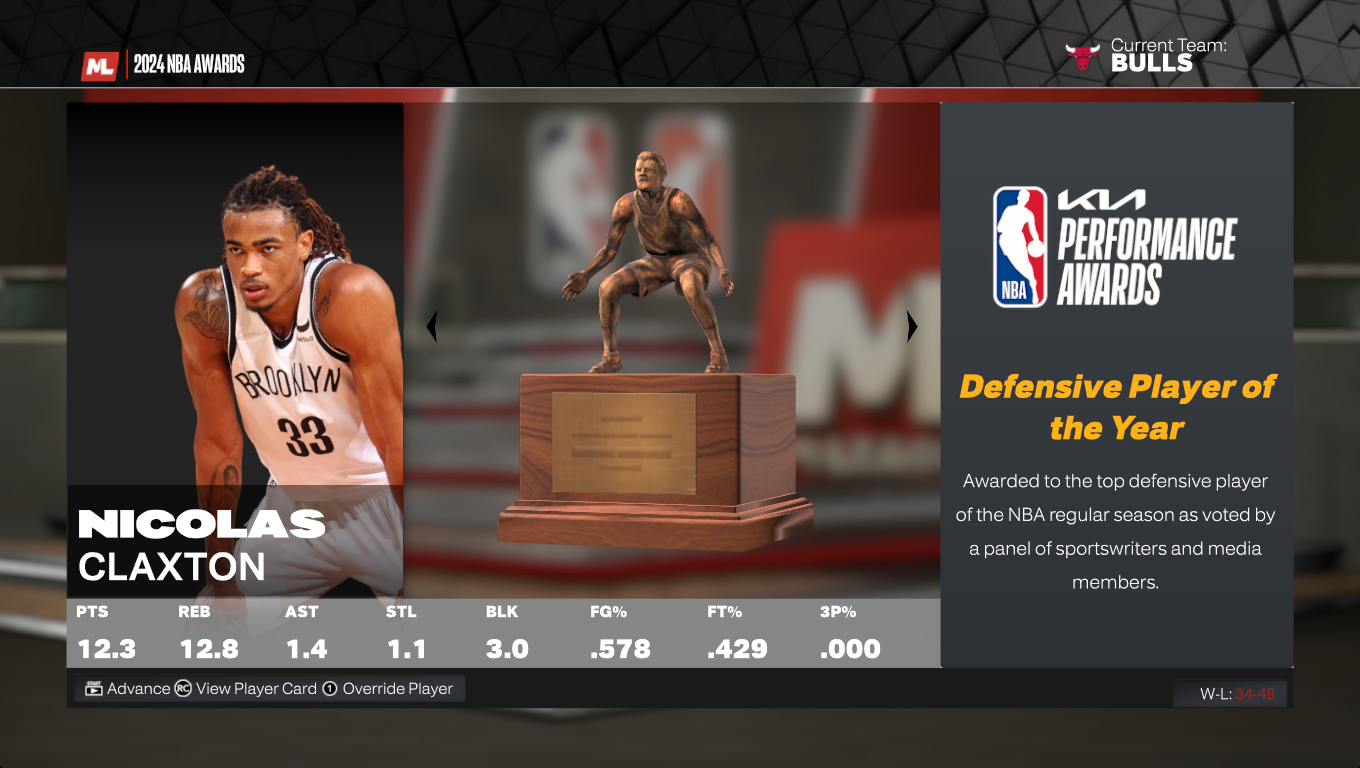 ML
2024 NBA AWARDS
Current Team:
BULLS
KIA
PERFORMANCE
AWARDS
NBA
Defensive Player of
the Year
Awarded to the top defensive player
of the NBA regular season as voted by
a panel of sportswriters and media
members.
BROOKLYN
33
NICOLAS
CLAXTON
PTS REB AST STL BLK FG% FT% 3P%
12.3 12.8 1.4 1.1 3.0 .578 .429 .000
START Advance RC View Player Card 1 Override Player
W-L: 34-48